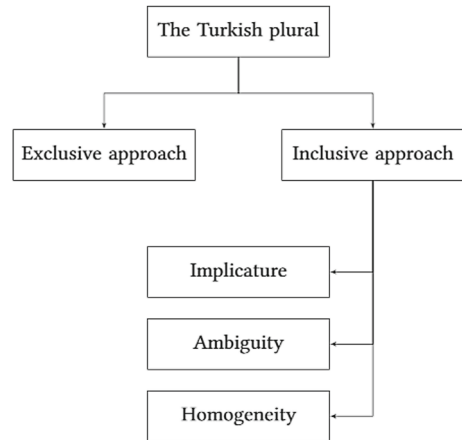 The Turkish plural
Exclusive approach
Inclusive approach
Implicature
Ambiguity
Homogeneity